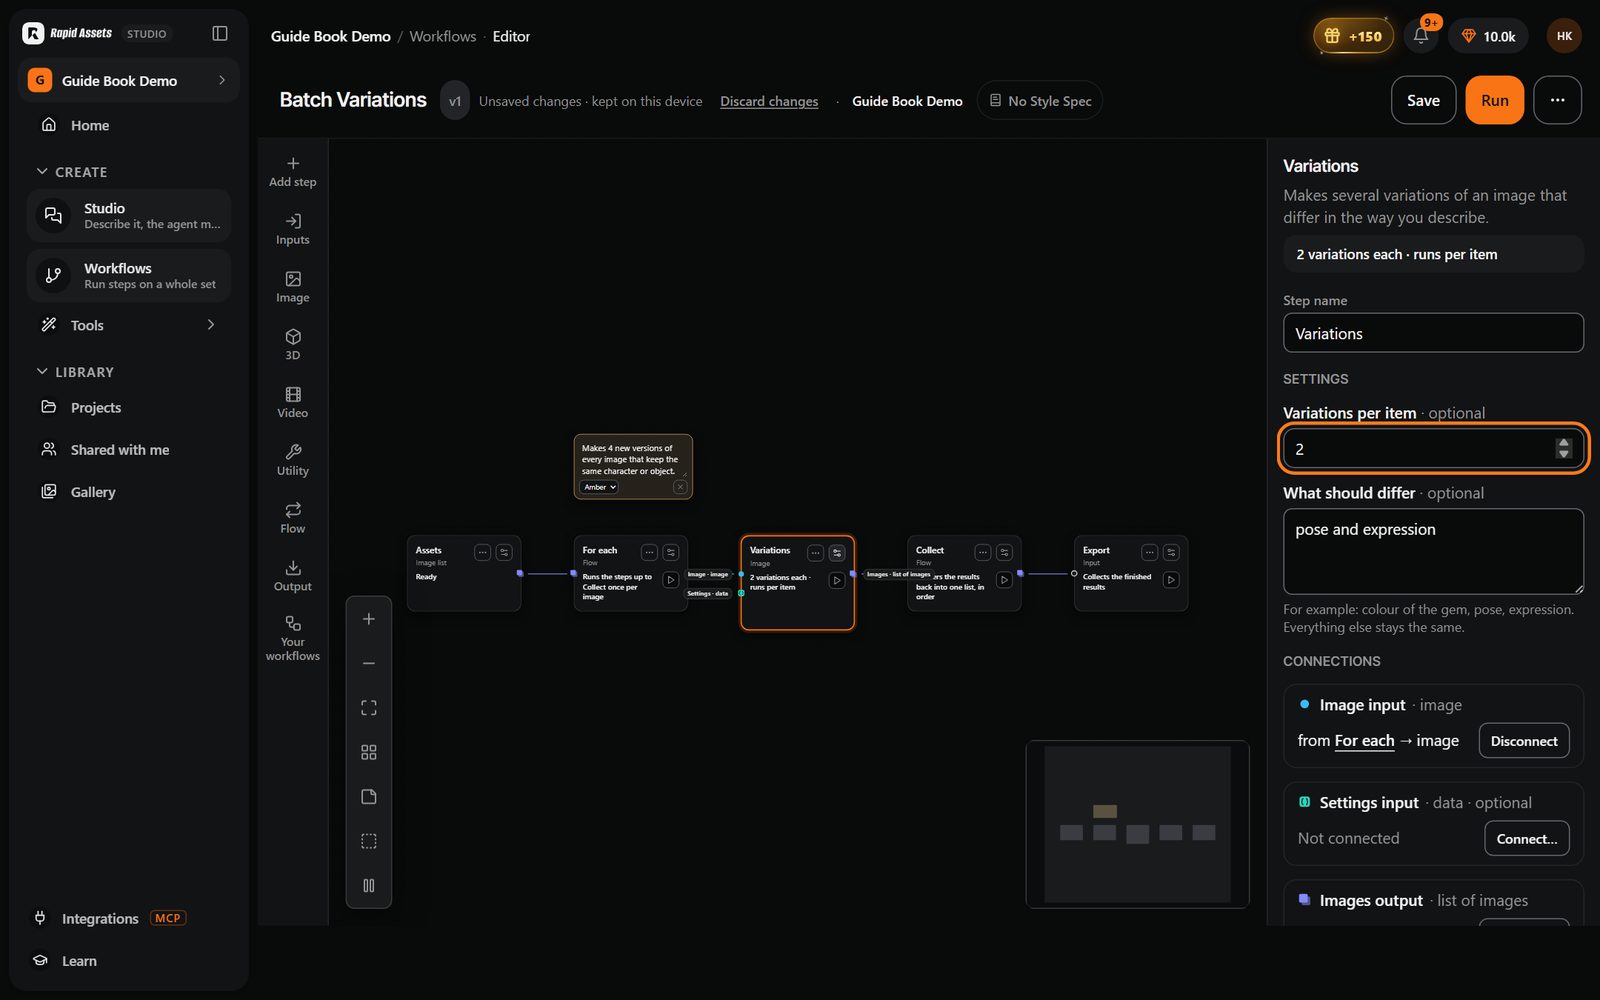 Rapid Assets STUDIO
Guide Book Demo / Workflows · Editor
+150
9+
10.0k
HK
G Guide Book Demo
Home
CREATE
Studio
Describe it, the agent m...
Workflows
Run steps on a whole set
Tools
LIBRARY
Projects
Shared with me
Gallery
Integrations MCP
Learn
Batch Variations v1 Unsaved changes · kept on this device Discard changes · Guide Book Demo No Style Spec
Save
Run
Add step
Inputs
Image
3D
Video
Utility
Flow
Output
Your
workflows
Makes 4 new versions of
every image that keep the
same character or object.
Amber
Assets
Image list
Ready
For each
Flow
Runs the steps up to
Collect once per
image
Image · image
Settings · data
Variations
Image
2 variations each ·
runs per item
Images · list of images
Collect
Flow
ers the results
back into one list, in
order
Export
Input
Collects the finished
results
Variations
Makes several variations of an image that
differ in the way you describe.
2 variations each · runs per item
Step name
Variations
SETTINGS
Variations per item · optional
2
What should differ · optional
pose and expression
For example: colour of the gem, pose, expression.
Everything else stays the same.
CONNECTIONS
Image input · image
from For each → image Disconnect
Settings input · data · optional
Not connected Connect...
Images output · list of images